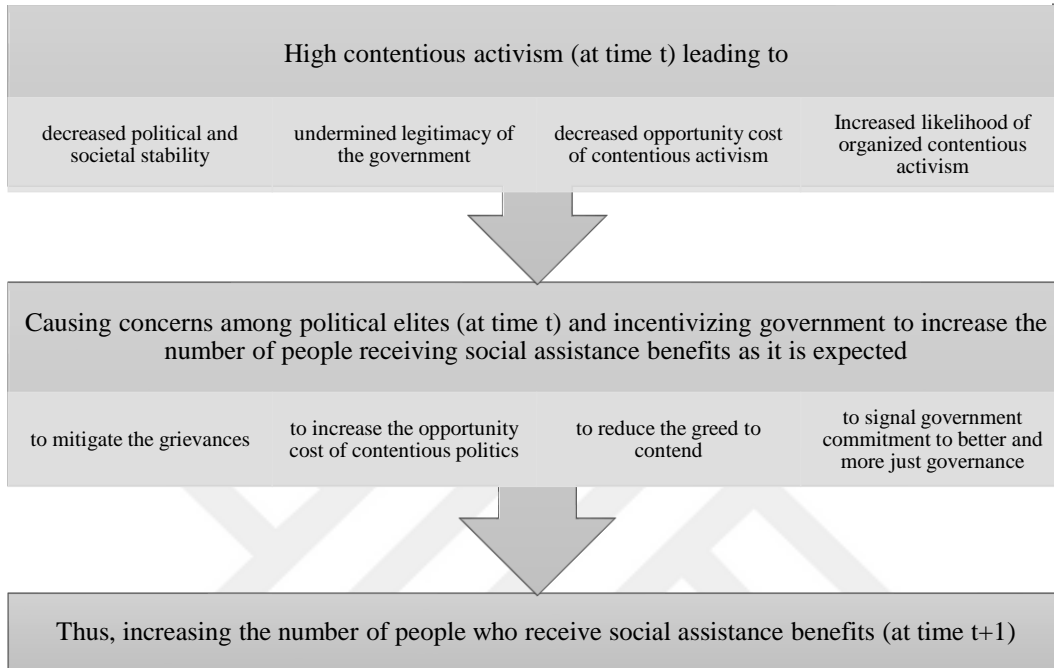 High contentious activism (at time t) leading to
decreased political and
societal stability
undermined legitimacy of
the government
decreased opportunity cost
of contentious activism
Increased likelihood of
organized contentious
activism
Causing concerns among political elites (at time t) and incentivizing government to increase the
number of people receiving social assistance benefits as it is expected
to mitigate the grievances
to increase the opportunity
cost of contentious politics
to reduce the greed to
contend
to signal government
commitment to better and
more just governance
Thus, increasing the number of people who receive social assistance benefits (at time t+1)